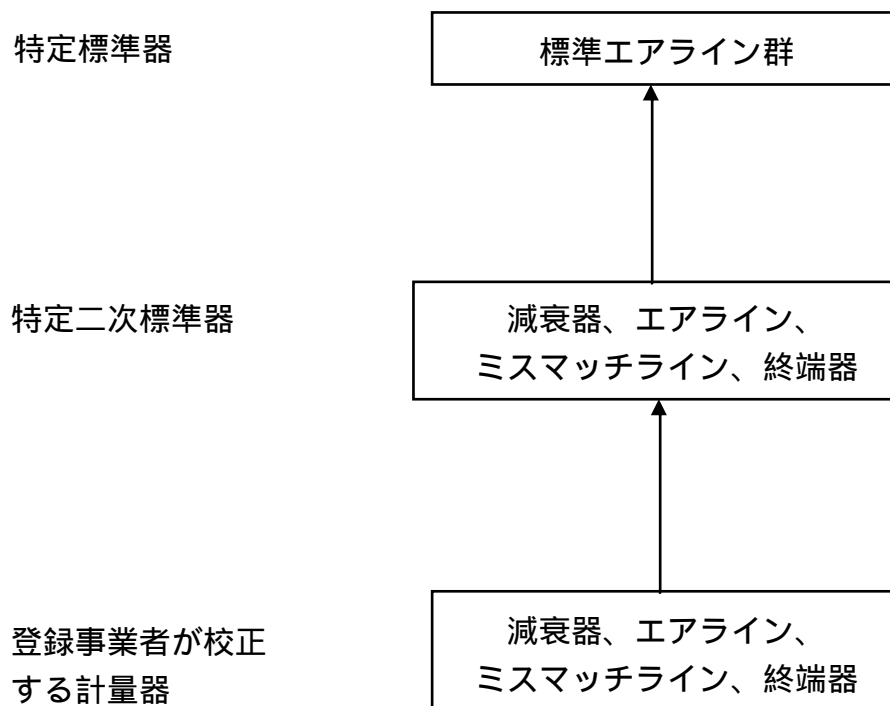 特定標準器
標準エアライン群
特定二次標準器
減衰器、エアライン、
ミスマッチライン、終端器
登録事業者が校正
する計量器
減衰器、エアライン、
ミスマッチライン、終端器